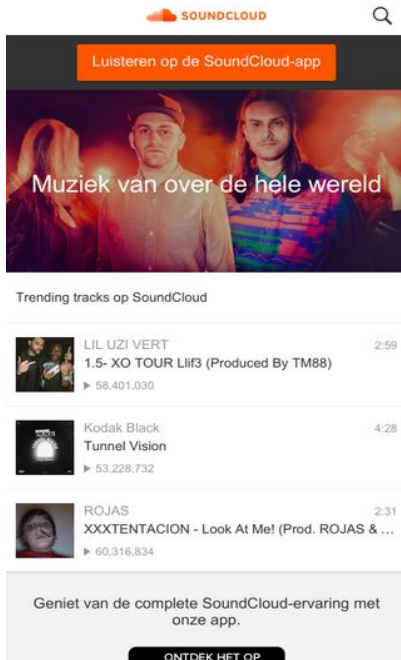 SOUNDCLOUD
Luisteren op de SoundCloud-app
Muziek van over de hele wereld
Trending tracks op SoundCloud
LIL UZI VERT 2:59
1.5- XO TOUR Llif3 (Produced By TM88)
58,401,030
Kodak Black 4:28
Tunnel Vision
53,228,732
ROJAS 2:31
XXXTENTACION - Look At Me! (Prod. ROJAS & ...
60,316,834
Geniet van de complete SoundCloud-ervaring met
onze app.
ONTDEK HET OP